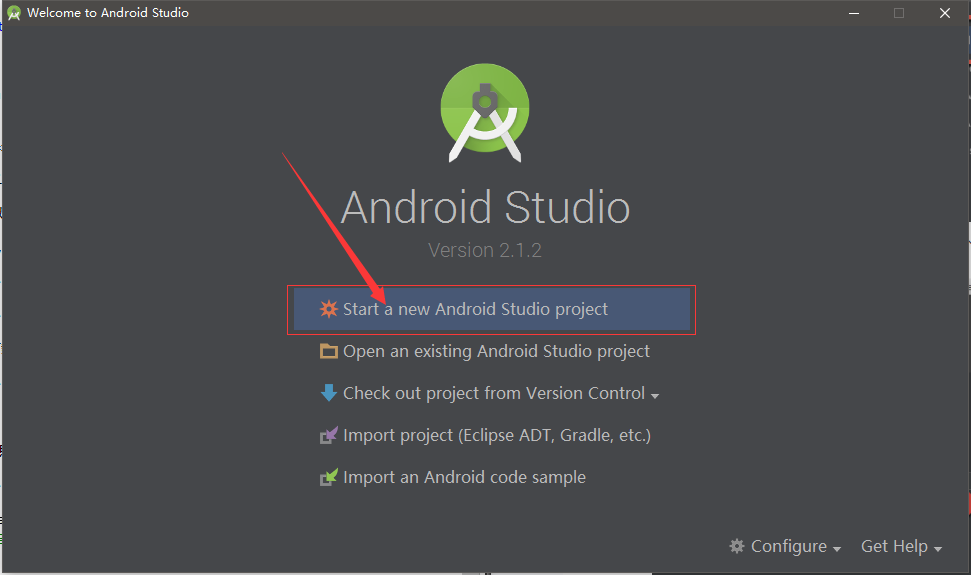 Welcome to Android Studio
Android Studio
Version 2.1.2
Start a new Android Studio project
Open an existing Android Studio project
Check out project from Version Control
Import project (Eclipse ADT, Gradle, etc.)
Import an Android code sample
Configure Get Help